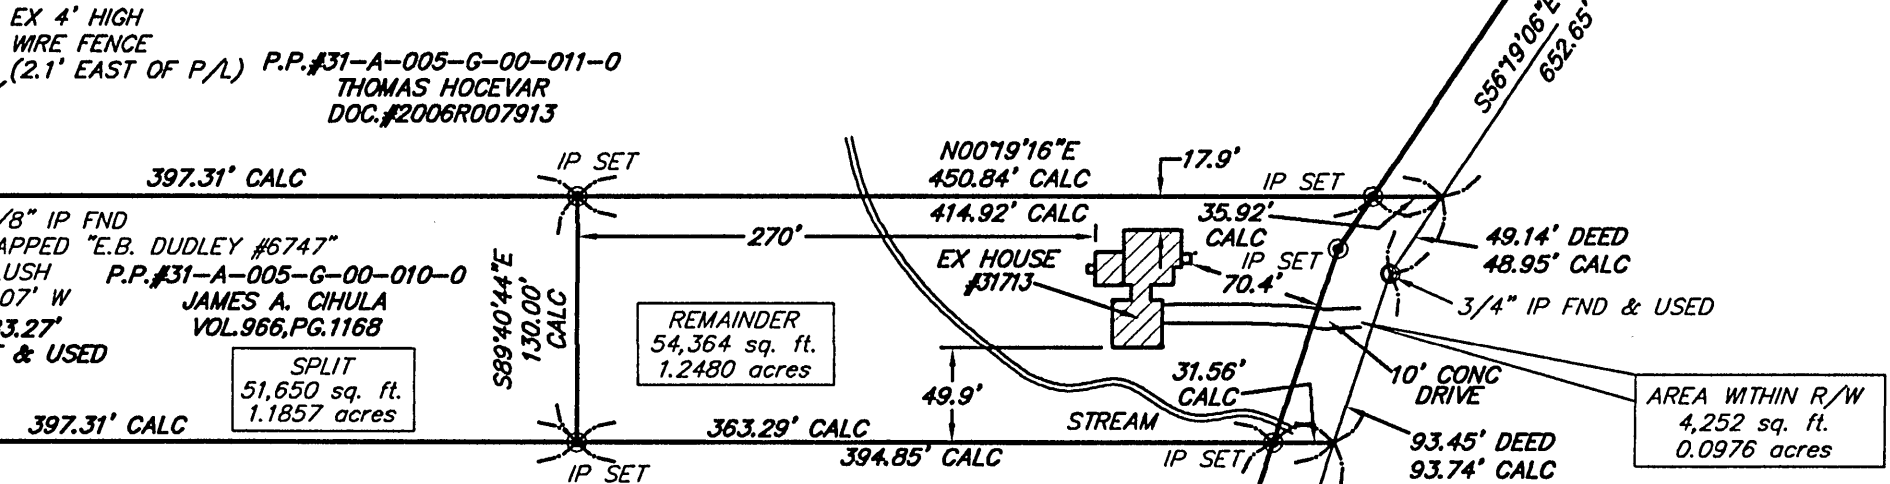 EX 4' HIGH
WIRE FENCE
(2.1' EAST OF P/L)
P.P.#31-A-005-G-00-011-0
THOMAS HOCEVAR
DOC.#2006R007913
S56°19'06"E
652.65'
397.31' CALC
IP SET
N00°19'16"E
450.84' CALC
17.9'
IP SET
414.92' CALC
35.92'
CALC
49.14' DEED
48.95' CALC
/8" IP FND
APPED "E.B. DUDLEY #6747"
LUSH
07' W
3.27'
& USED
P.P.#31-A-005-G-00-010-0
JAMES A. CIHULA
VOL.966,PG.1168
270'
S89°40'44"E
130.00'
CALC
EX HOUSE
#31713
IP SET
70.4'
3/4" IP FND & USED
REMAINDER
54,364 sq. ft.
1.2480 acres
SPLIT
51,650 sq. ft.
1.1857 acres
49.9'
31.56'
CALC
10' CONC
DRIVE
AREA WITHIN R/W
4,252 sq. ft.
0.0976 acres
397.31' CALC
363.29' CALC
STREAM
394.85' CALC
IP SET
IP SET
93.45' DEED
93.74' CALC